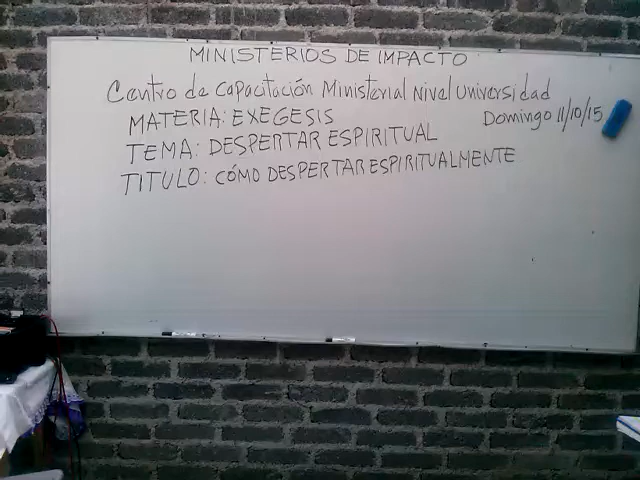 MINISTERIOS DE IMPACTO
Centro de Capacitación Ministerial Nivel Universidad
MATERIA: EXEGESIS Domingo 11/10/15
TEMA: DESPERTAR ESPIRITUAL
TITULO: CÓMO DESPERTAR ESPIRITUALMENTE